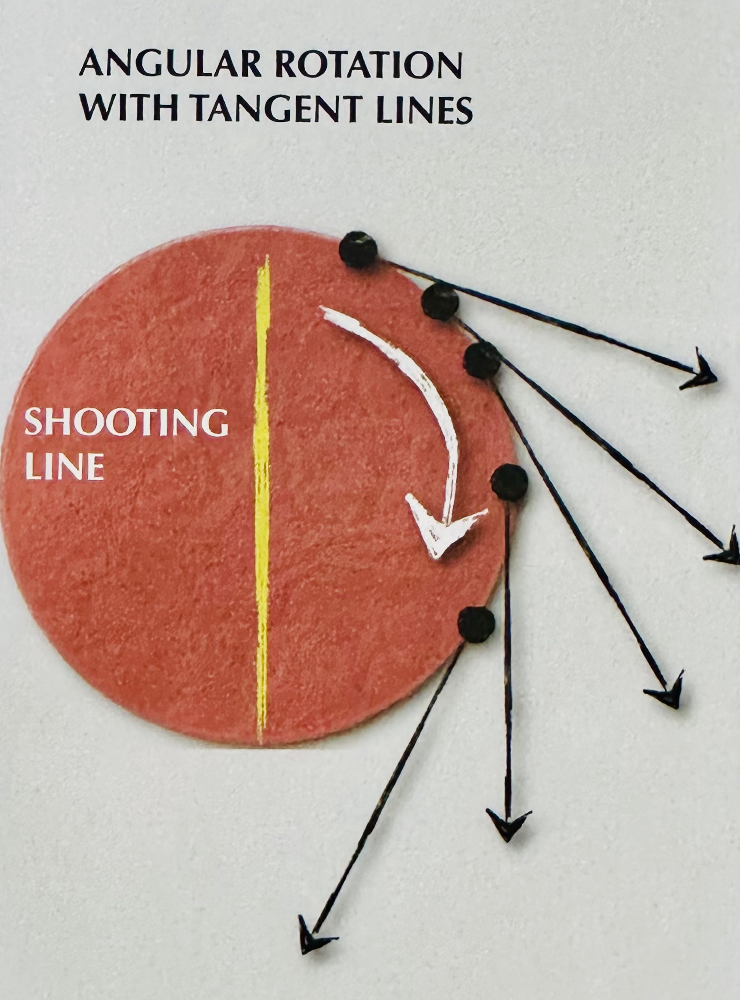 ANGULAR ROTATION
WITH TANGENT LINES
SHOOTING
LINE